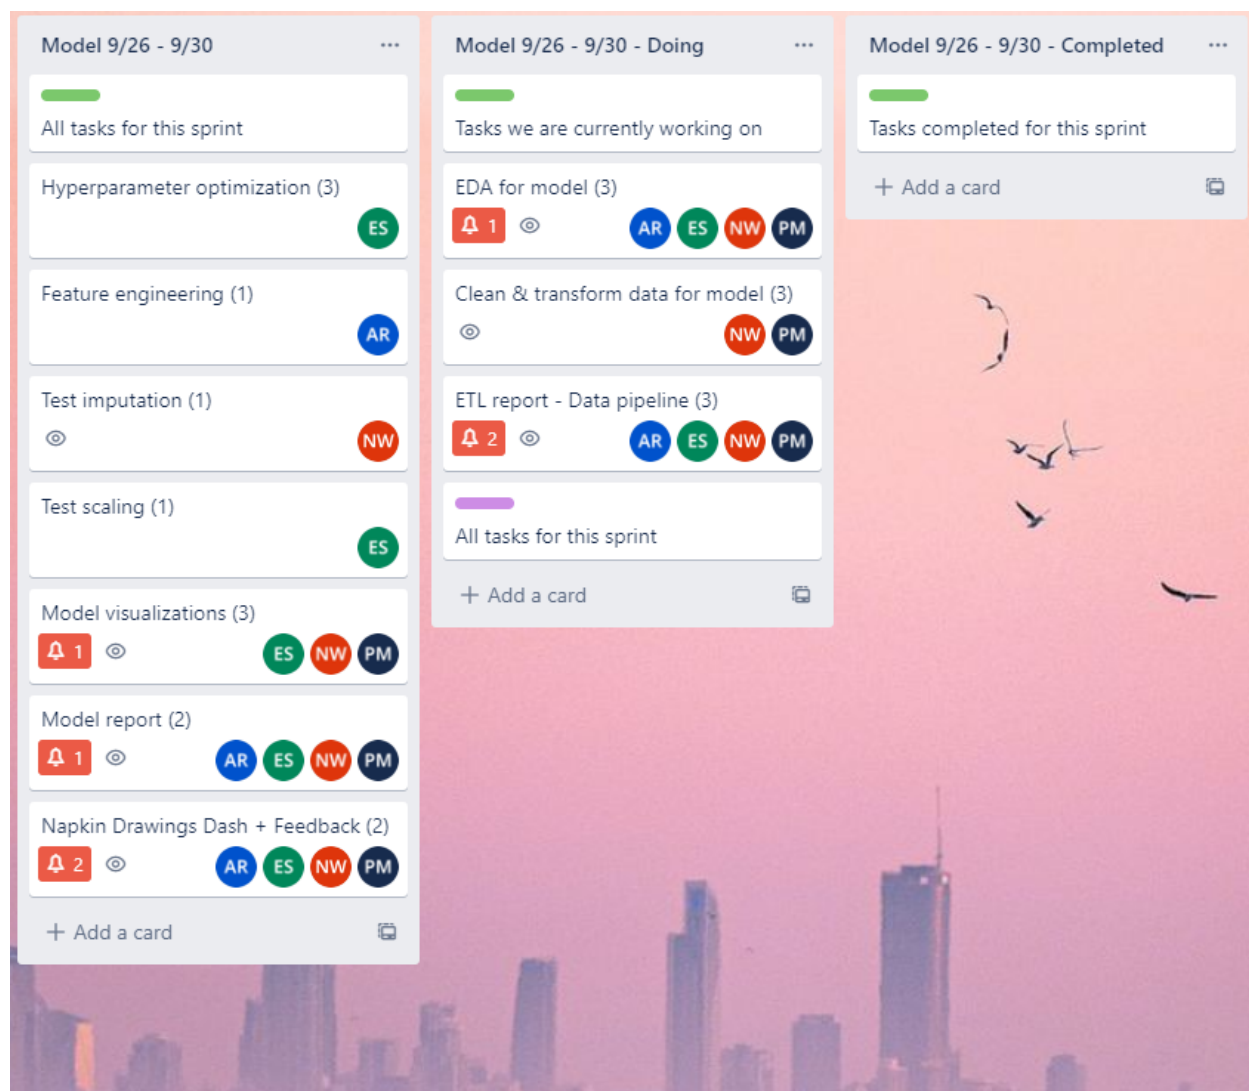 Model 9/26 - 9/30
All tasks for this sprint
Hyperparameter optimization (3)
ES
Feature engineering (1)
AR
Test imputation (1)
NW
Test scaling (1)
ES
Model visualizations (3)
1 ES NW PM
Model report (2)
1 AR ES NW PM
Napkin Drawings Dash + Feedback (2)
2 AR ES NW PM
+ Add a card
Model 9/26 - 9/30 - Doing
Tasks we are currently working on
EDA for model (3)
1 AR ES NW PM
Clean & transform data for model (3)
NW PM
ETL report - Data pipeline (3)
2 AR ES NW PM
All tasks for this sprint
+ Add a card
Model 9/26 - 9/30 - Completed
Tasks completed for this sprint
+ Add a card